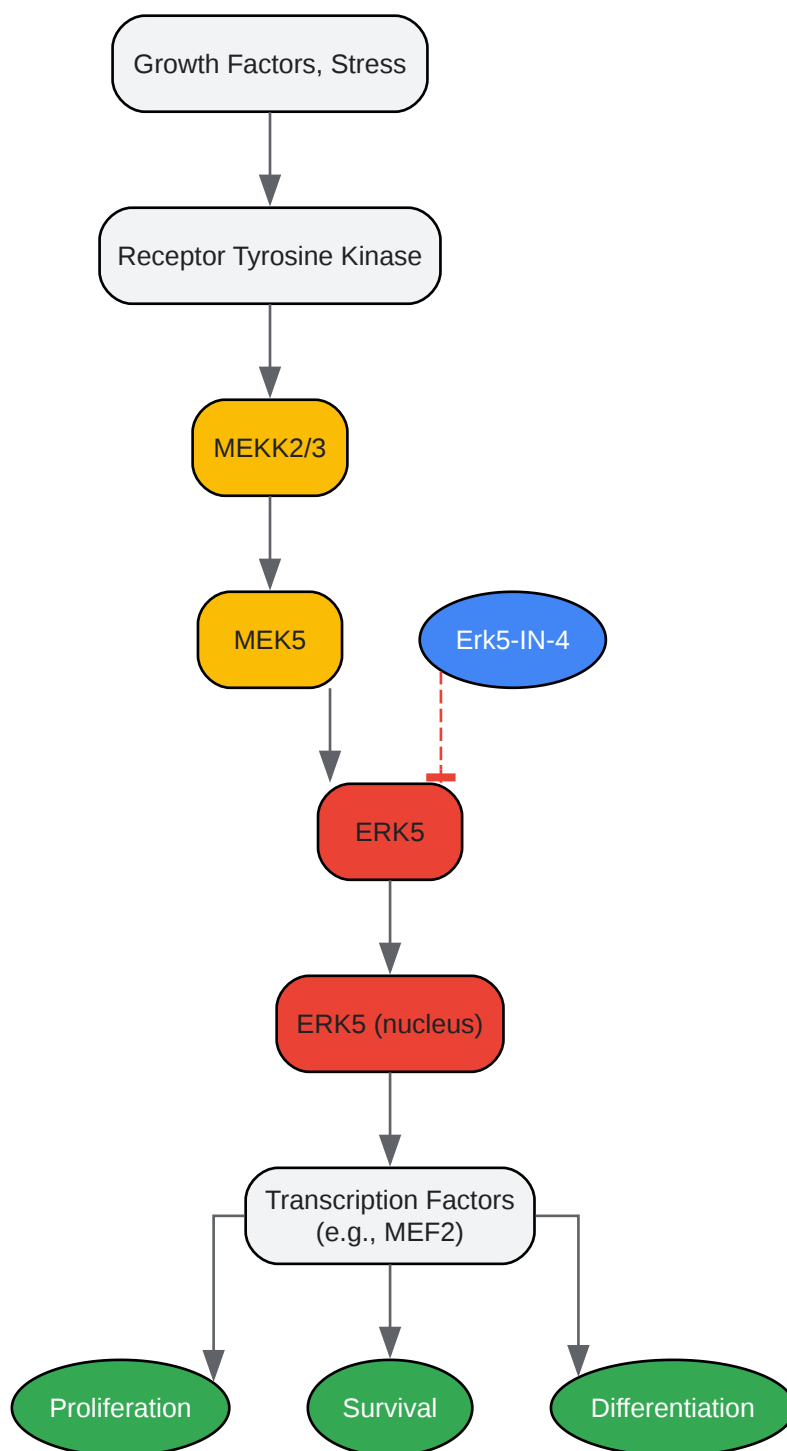 Growth Factors, Stress
Receptor Tyrosine Kinase
MEKK2/3
MEK5
Erk5-IN-4
ERK5
ERK5 (nucleus)
Transcription Factors
(e.g., MEF2)
Proliferation
Survival
Differentiation